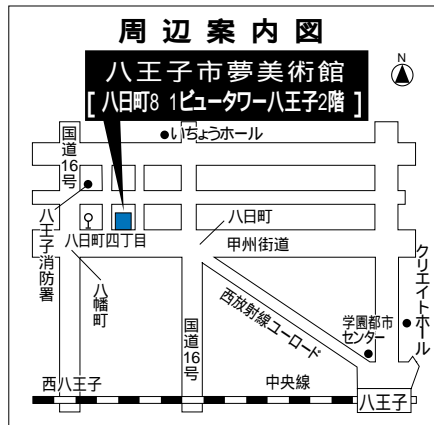 周辺案内図
N
八王子市夢美術館
[ 八日町8 1ビュータワー八王子2階 ]
国道16号
いちょうホール
八王子消防署
八日町四丁目
八日町
甲州街道
八幡町
国道16号
西放射線ユーロード
学園都市
センター
クリエイトホール
西八王子
中央線
八王子